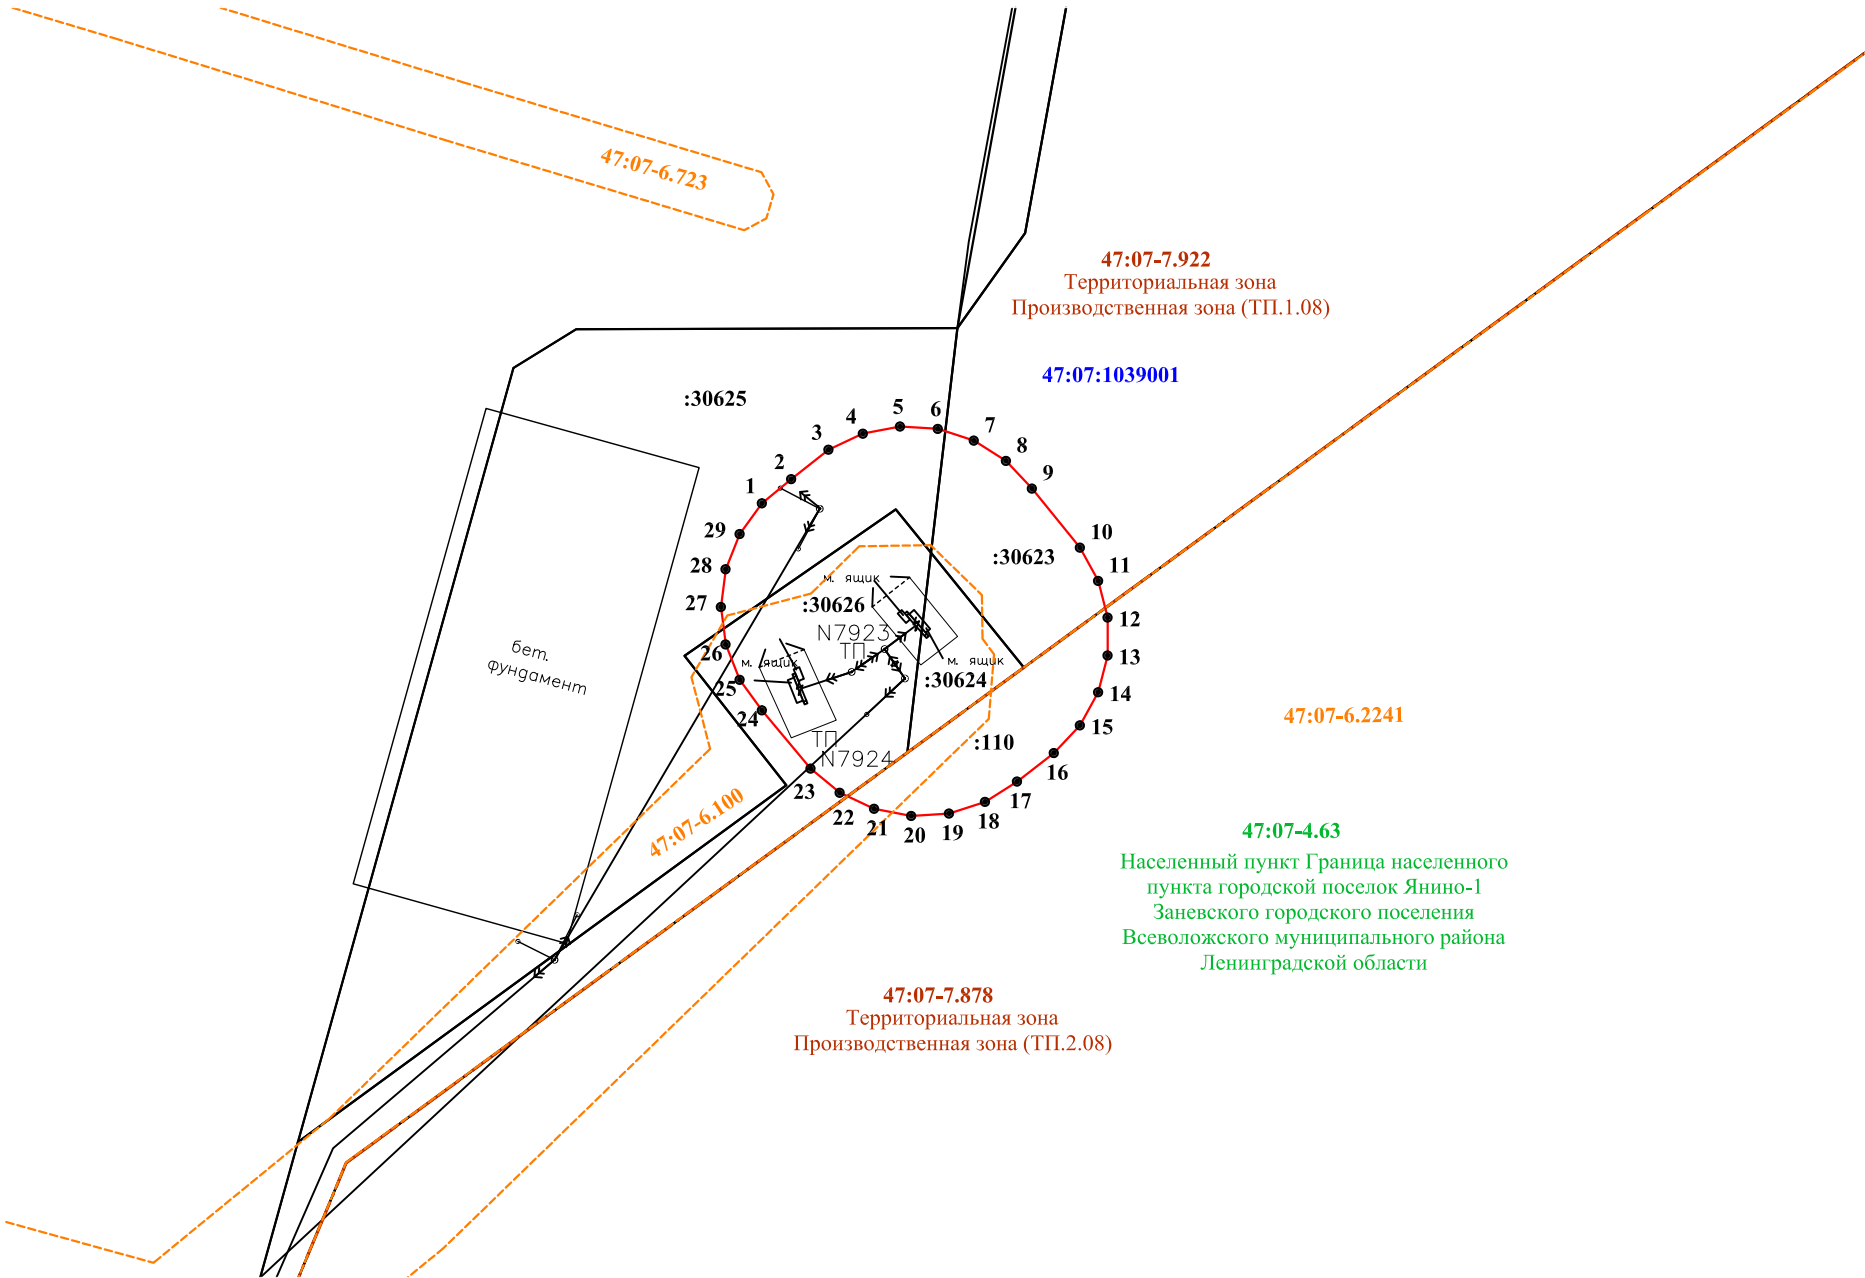 47:07-6.723
47:07-7.922
Территориальная зона
Производственная зона (ТП.1.08)
47:07:1039001
:30625
1
2
3
4
5
6
7
8
9
10
11
12
13
14
15
16
17
18
19
20
21
22
23
24
25
26
27
28
29
:30623
м. ящик
:30626
N7923
ТП
м. ящик
м. ящик
:30624
ТП
N7924
:110
бет.
фундамент
47:07-6.100
47:07-6.2241
47:07-4.63
Населенный пункт Граница населенного
пункта городской поселок Янино-1
Заневского городского поселения
Всеволожского муниципального района
Ленинградской области
47:07-7.878
Территориальная зона
Производственная зона (ТП.2.08)